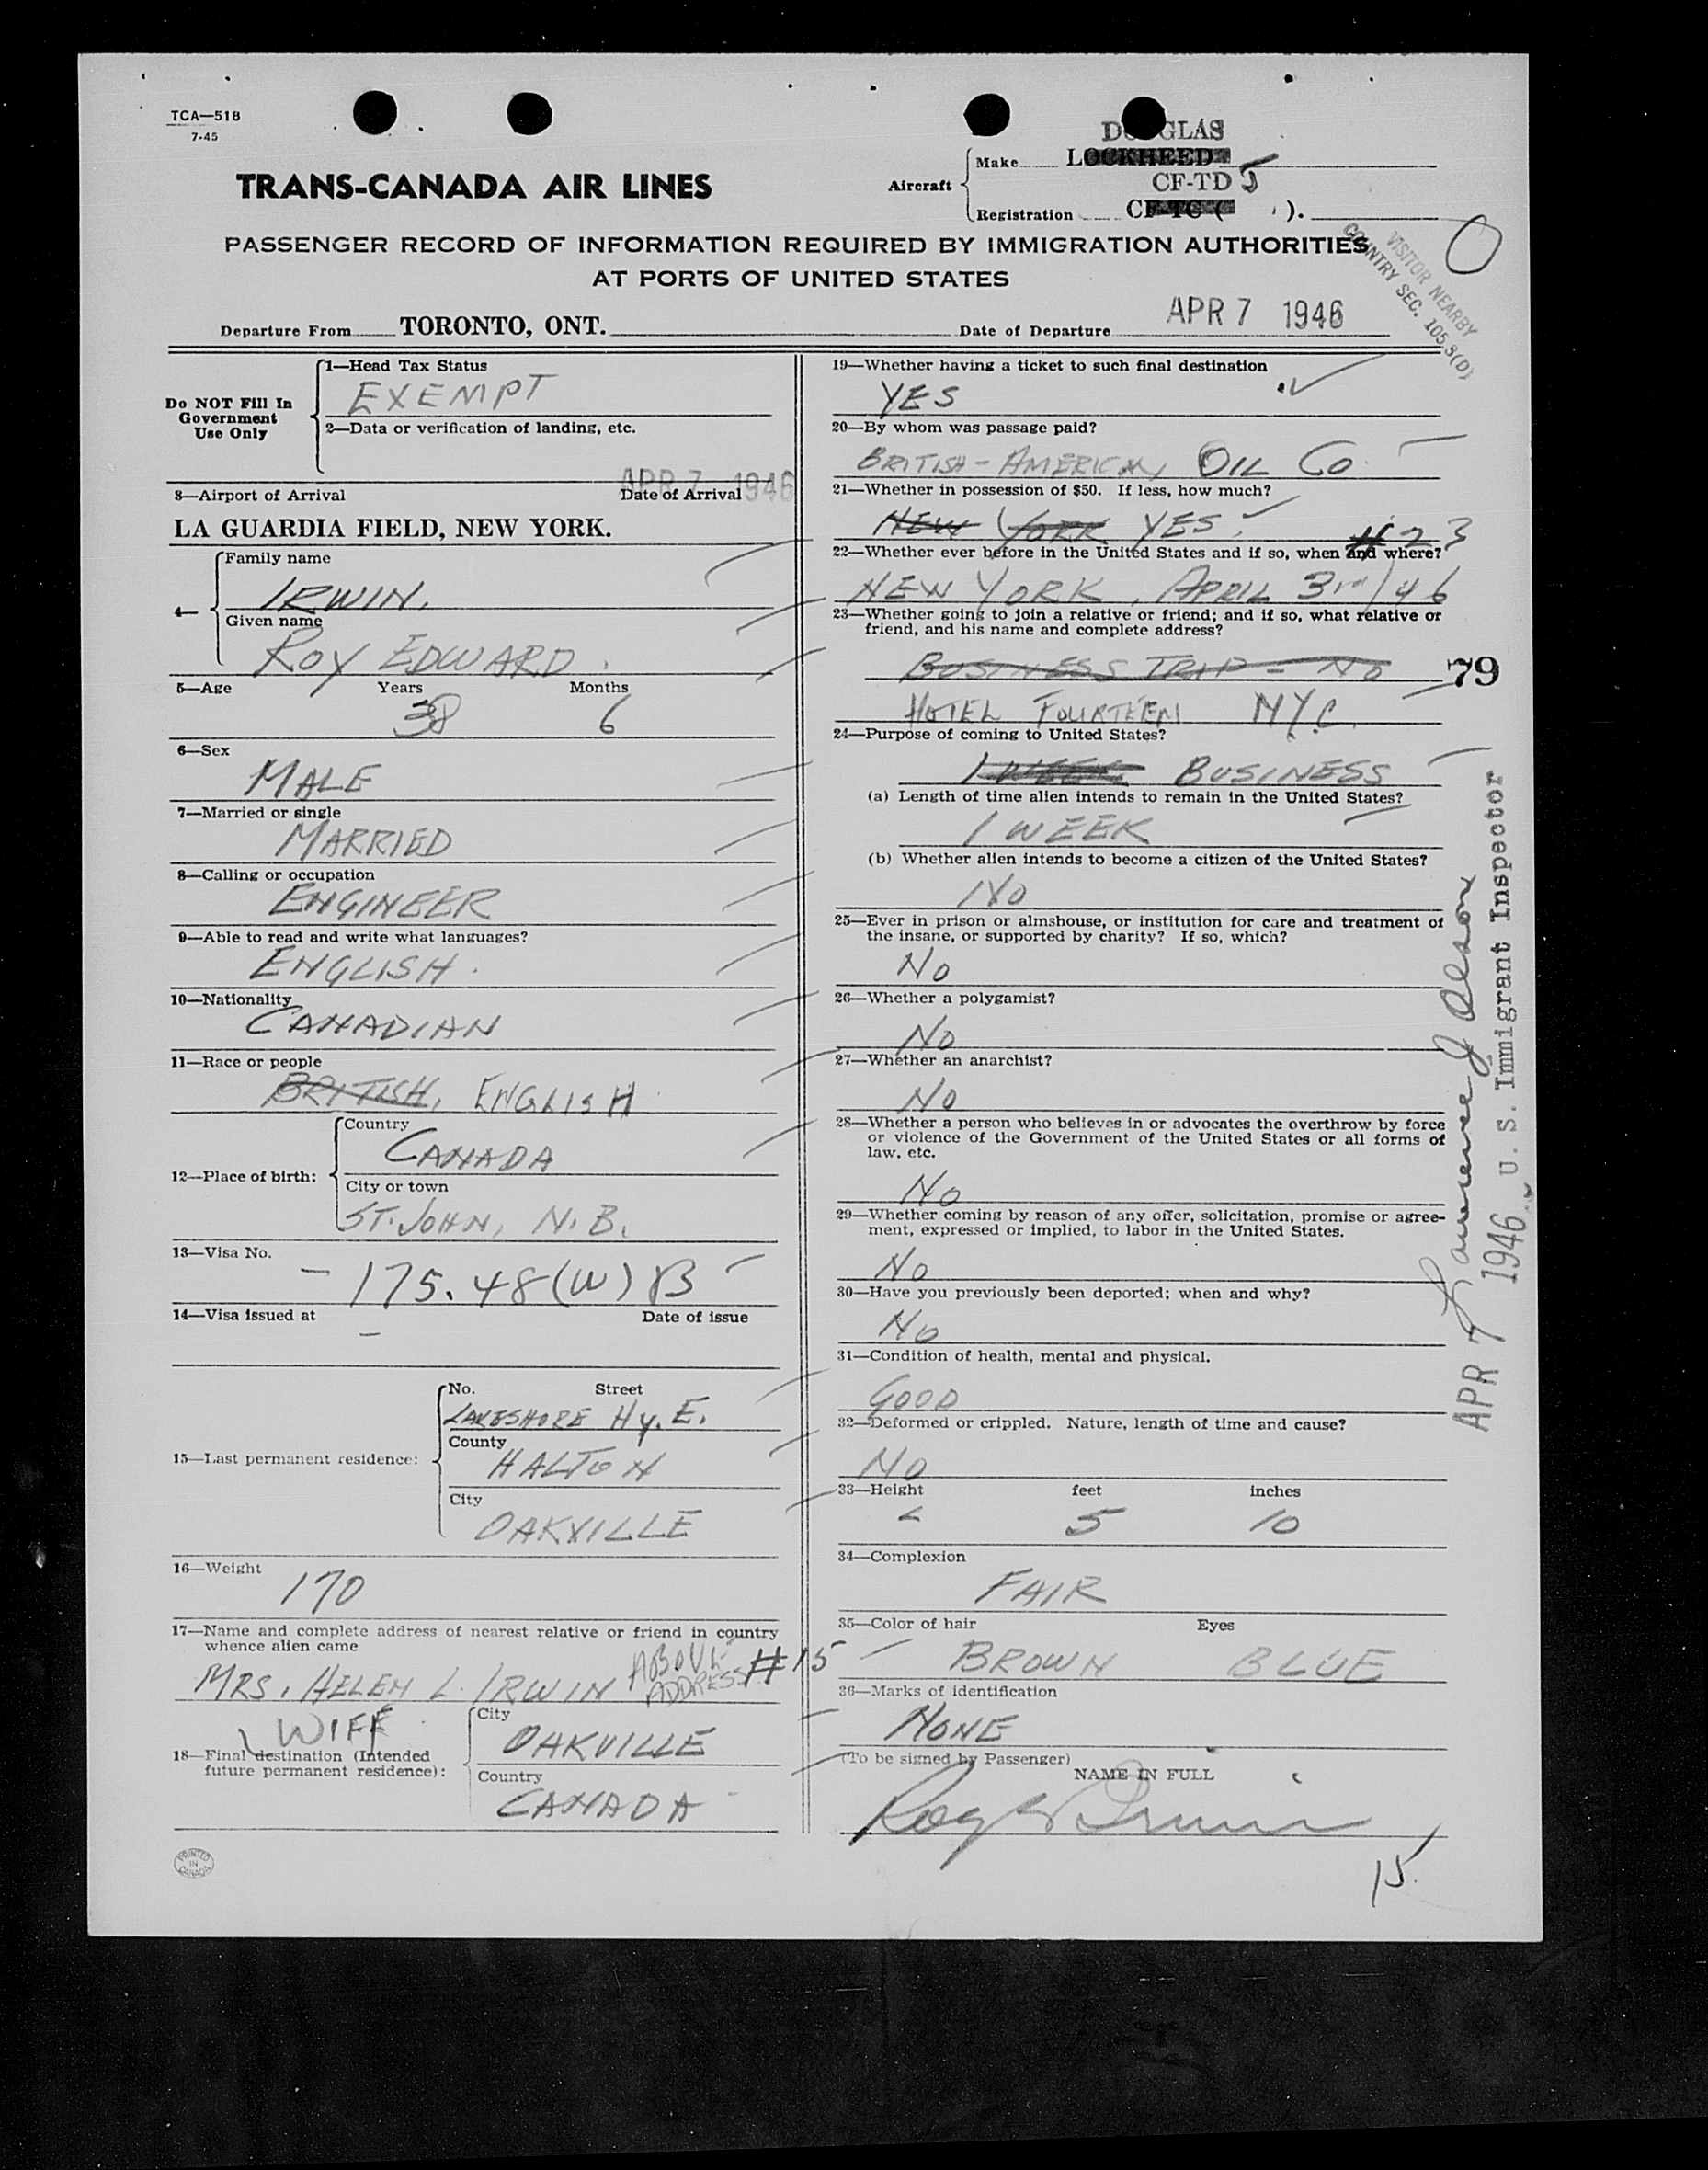 TCA—518
7-45
DOUGLAS
Make LOCKHEED
TRANS-CANADA AIR LINES
Aircraft
CF-TD 5
Registration CF-TC ( ).
PASSENGER RECORD OF INFORMATION REQUIRED BY IMMIGRATION AUTHORITIES
AT PORTS OF UNITED STATES
VISITOR NEARBY
COUNTRY SEC. 105.3(D)
Departure From TORONTO, ONT. Date of Departure APR 7 1946
Do NOT Fill In
Government
Use Only
1—Head Tax Status
EXEMPT
2—Data or verification of landing, etc.
APR 7 1946
3—Airport of Arrival Date of Arrival
LA GUARDIA FIELD, NEW YORK.
4—
Family name
IRWIN.
Given name
ROY EDWARD.
5—Age Years Months
38 6
6—Sex
MALE
7—Married or single
MARRIED
8—Calling or occupation
ENGINEER
9—Able to read and write what languages?
ENGLISH.
10—Nationality
CANADIAN
11—Race or people
BRITISH, ENGLISH
12—Place of birth:
Country
CANADA
City or town
ST. JOHN, N.B.
13—Visa No.
— 175.48 (W) B
14—Visa issued at Date of issue
—
15—Last permanent residence:
No. Street
LAKESHORE Hy. E.
County
HALTON
City
OAKVILLE
16—Weight
170
17—Name and complete address of nearest relative or friend in country
whence alien came
MRS. HELEN L. IRWIN ABOVE ADDRESS #15
WIFE
18—Final destination (Intended
future permanent residence):
City
OAKVILLE
Country
CANADA
PRINTED
IN
CANADA
19—Whether having a ticket to such final destination
YES
20—By whom was passage paid?
BRITISH-AMERICAN OIL CO.
21—Whether in possession of $50. If less, how much?
NEW YORK YES.
22—Whether ever before in the United States and if so, when and where?
# 23
NEW YORK, APRIL 3rd/46
23—Whether going to join a relative or friend; and if so, what relative or
friend, and his name and complete address?
BUSINESS TRIP - NO
79
HOTEL FOURTEEN N.Y.C.
24—Purpose of coming to United States?
1 WEEK BUSINESS
(a) Length of time alien intends to remain in the United States?
1 WEEK
(b) Whether alien intends to become a citizen of the United States?
NO
25—Ever in prison or almshouse, or institution for care and treatment of
the insane, or supported by charity? If so, which?
NO
26—Whether a polygamist?
NO
27—Whether an anarchist?
NO
28—Whether a person who believes in or advocates the overthrow by force
or violence of the Government of the United States or all forms of
law, etc.
NO
29—Whether coming by reason of any offer, solicitation, promise or agree-
ment, expressed or implied, to labor in the United States.
NO
30—Have you previously been deported; when and why?
NO
31—Condition of health, mental and physical.
GOOD
32—Deformed or crippled. Nature, length of time and cause?
NO
33—Height feet inches
5 10
34—Complexion
FAIR
35—Color of hair Eyes
BROWN BLUE
36—Marks of identification
NONE
(To be signed by Passenger)
NAME IN FULL
Roy E Irwin
15.
Lawrence J Olson
APR 7 1946 U. S. Immigrant Inspector